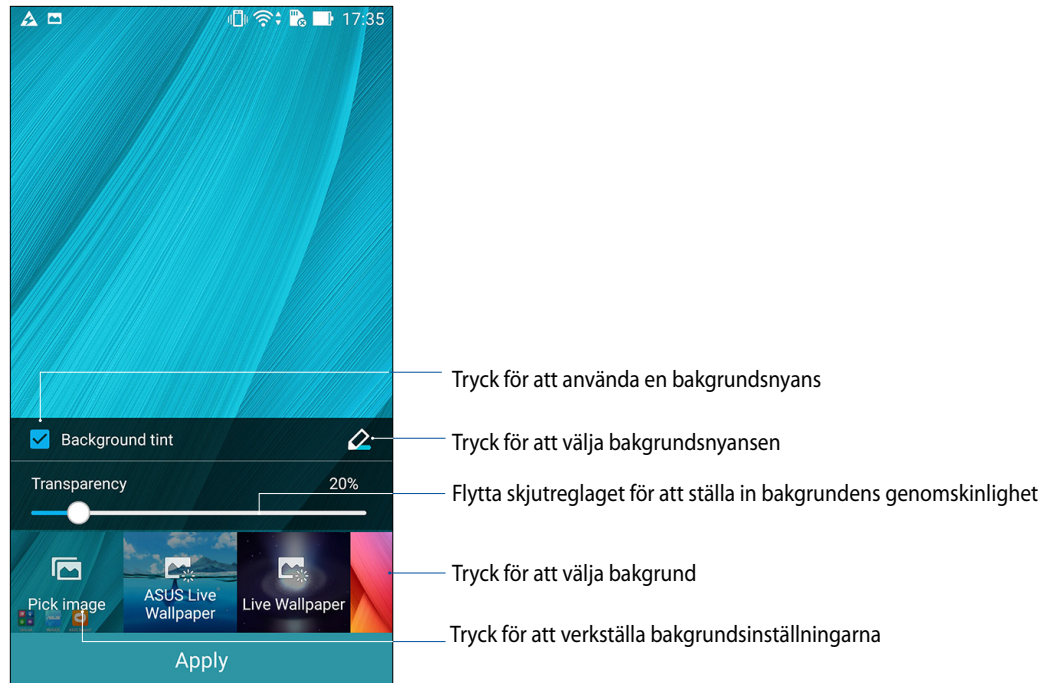 17:35
Tryck för att använda en bakgrundsnyans
Background tint
Tryck för att välja bakgrundsnyansen
Transparency 20%
Flytta skjutreglaget för att ställa in bakgrundens genomskinlighet
Pick image
ASUS Live
Wallpaper
Live Wallpaper
Tryck för att välja bakgrund
Tryck för att verkställa bakgrundsinställningarna
Apply